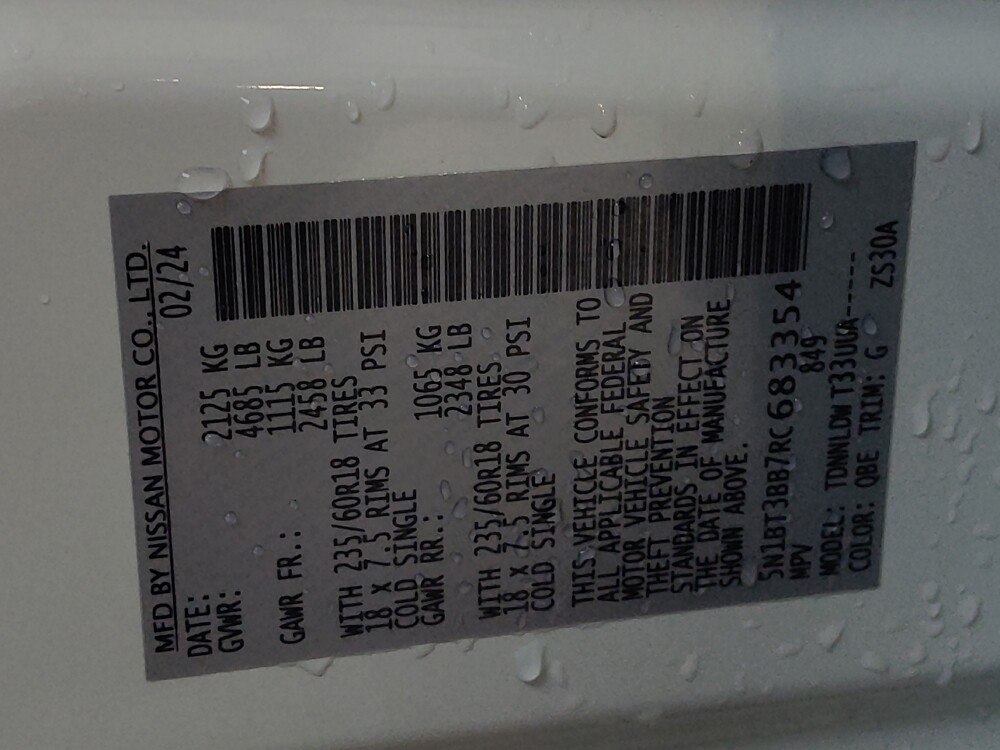 MFD BY NISSAN MOTOR CO., LTD.
DATE: 02/24
GVWR: 2125 KG
4685 LB
GAWR FR.: 1115 KG
2458 LB
WITH 235/60R18 TIRES
18 X 7.5 RIMS AT 33 PSI
COLD SINGLE
GAWR RR.: 1065 KG
2348 LB
WITH 235/60R18 TIRES
18 X 7.5 RIMS AT 30 PSI
COLD SINGLE
THIS VEHICLE CONFORMS TO
ALL APPLICABLE FEDERAL
MOTOR VEHICLE SAFETY AND
THEFT PREVENTION
STANDARDS IN EFFECT ON
THE DATE OF MANUFACTURE
SHOWN ABOVE.
5N1BT3BB7RC683354
MPV 849
MODEL: TDNNLDWT33UUA-----
COLOR: QBE TRIM: G ZS30A